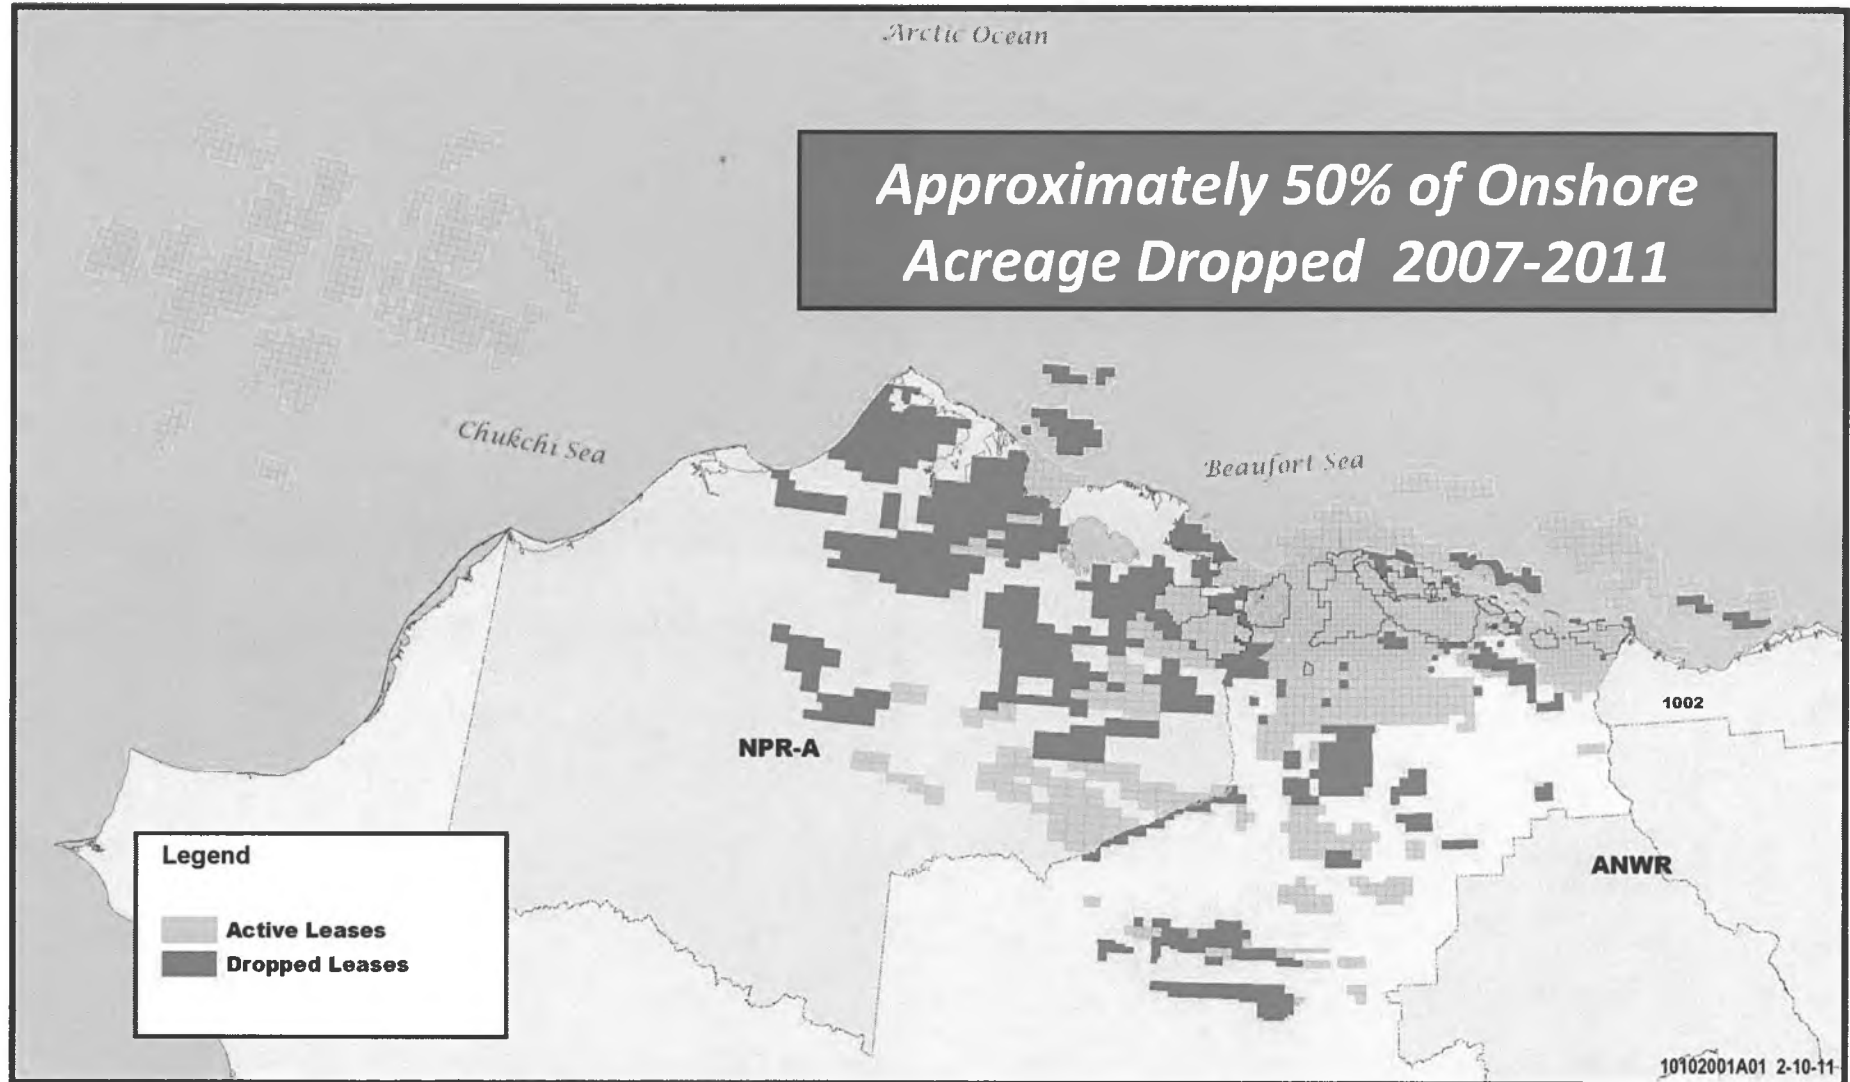 Arctic Ocean
Approximately 50% of Onshore
Acreage Dropped 2007-2011
Chukchi Sea
Beaufort Sea
1002
NPR-A
ANWR
Legend
Active Leases
Dropped Leases
10102001A01 2-10-11